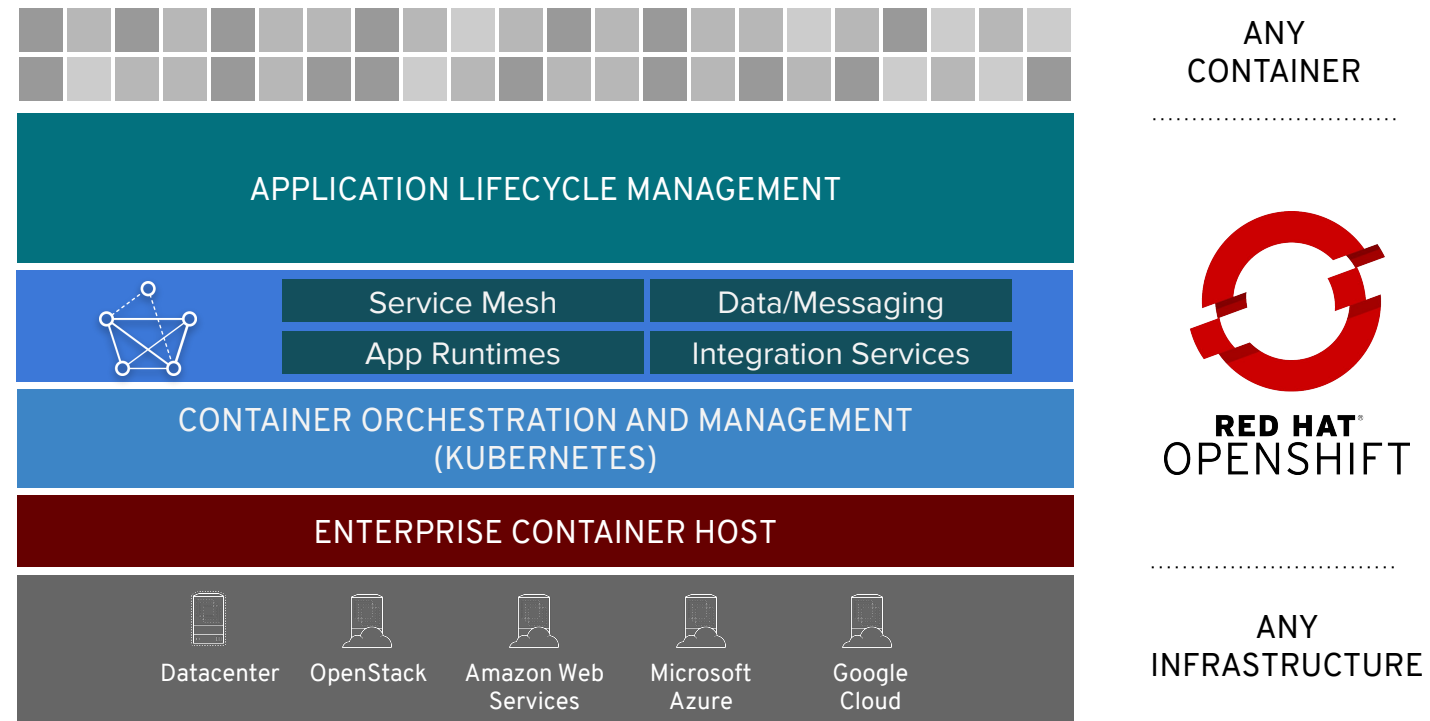 ANY
CONTAINER
APPLICATION LIFECYCLE MANAGEMENT
Service Mesh
Data/Messaging
App Runtimes
Integration Services
CONTAINER ORCHESTRATION AND MANAGEMENT
(KUBERNETES)
RED HAT®
OPENSHIFT
ENTERPRISE CONTAINER HOST
Datacenter
OpenStack
Amazon Web
Services
Microsoft
Azure
Google
Cloud
ANY
INFRASTRUCTURE